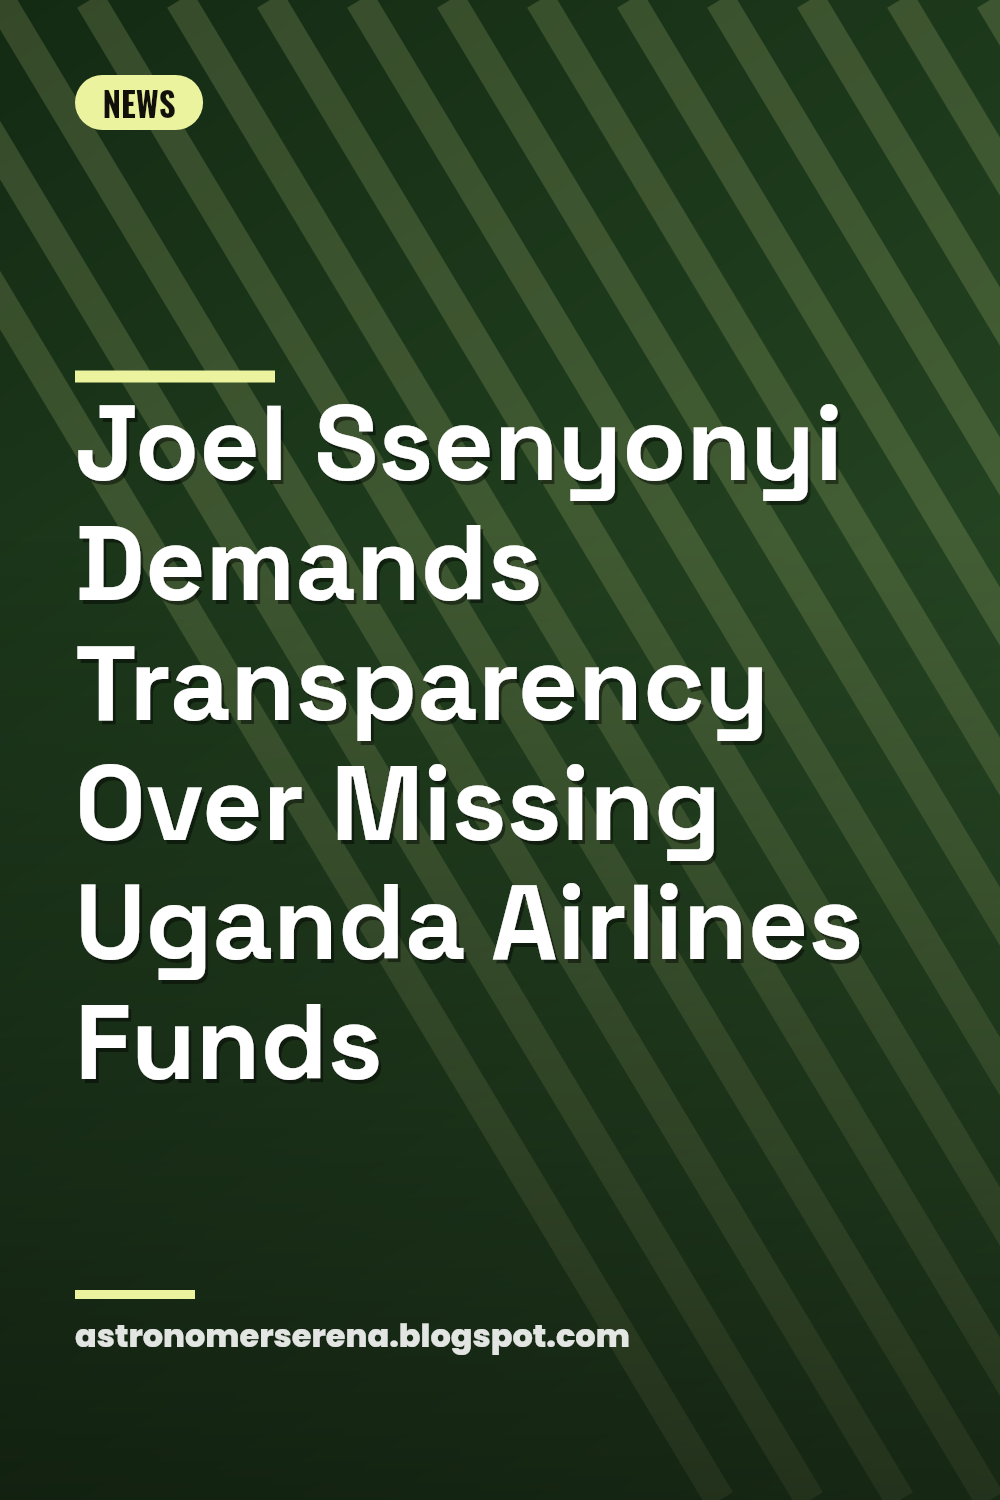 NEWS
Joel Ssenyonyi
Demands
Transparency
Over Missing
Uganda Airlines
Funds
astronomerserena.blogspot.com